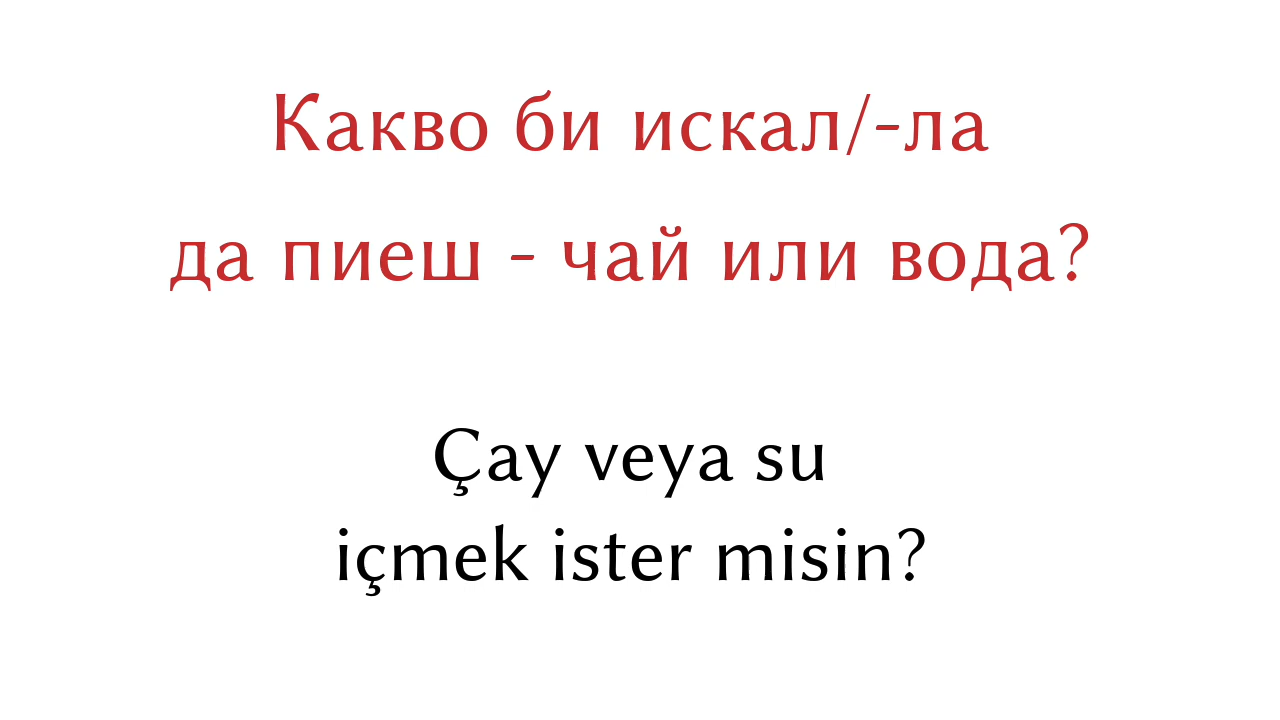 Какво би искал/-ла
да пиеш - чай или вода?
Çay veya su
içmek ister misin?